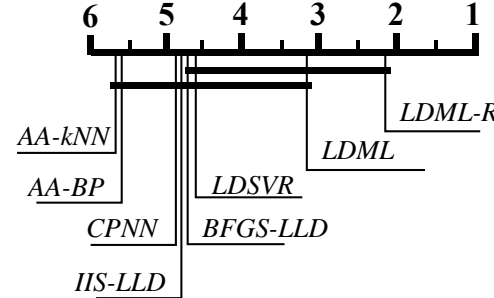 6 5 4 3 2 1
LDML-R
AA-kNN LDML
AA-BP LDSVR
CPNN BFGS-LLD
IIS-LLD